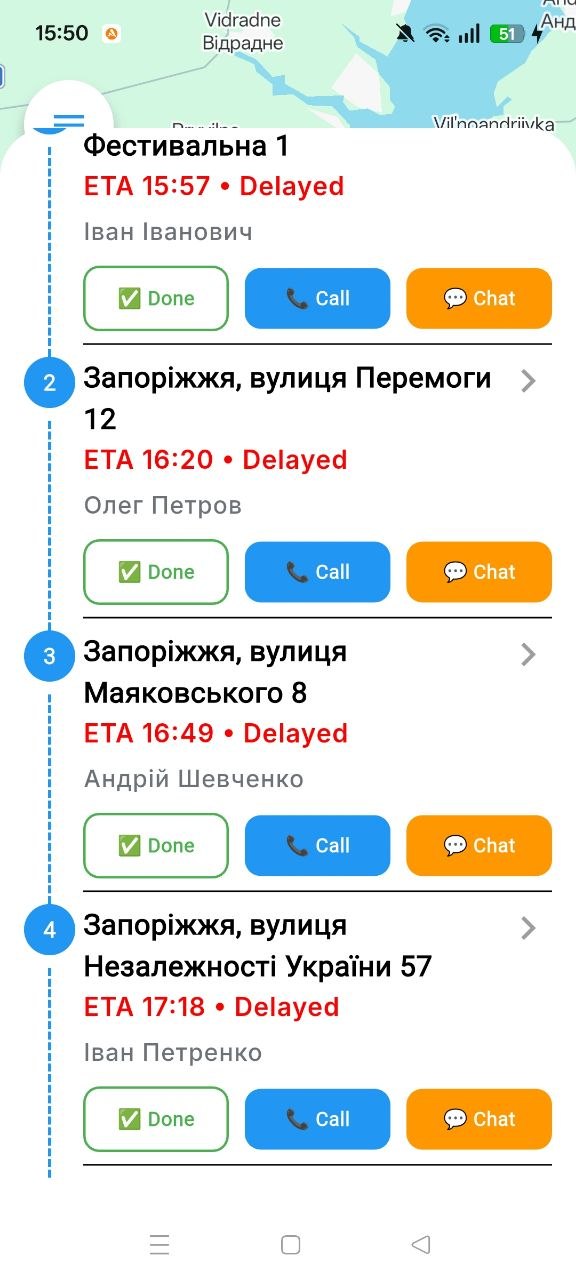 15:50
51
Vidradne
Відрадне
Анд
Vil'noandriivka
Фестивальна 1
ETA 15:57 • Delayed
Іван Іванович
✅ Done
📞 Call
💬 Chat
2
Запоріжжя, вулиця Перемоги
12
ETA 16:20 • Delayed
Олег Петров
✅ Done
📞 Call
💬 Chat
3
Запоріжжя, вулиця
Маяковського 8
ETA 16:49 • Delayed
Андрій Шевченко
✅ Done
📞 Call
💬 Chat
4
Запоріжжя, вулиця
Незалежності України 57
ETA 17:18 • Delayed
Іван Петренко
✅ Done
📞 Call
💬 Chat